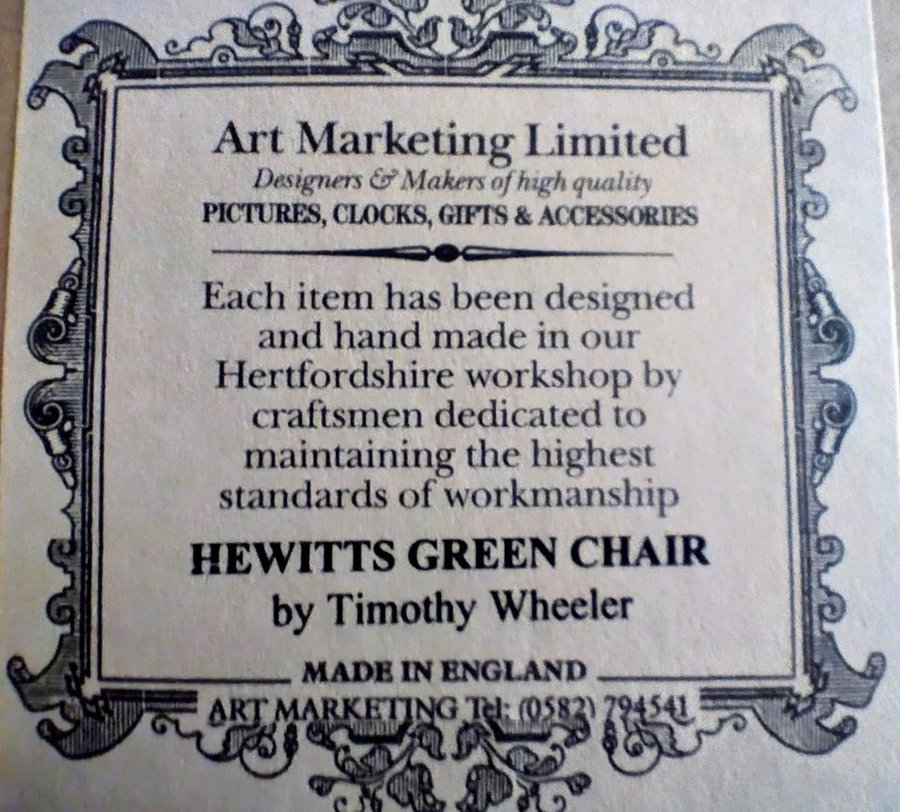 Art Marketing Limited
Designers & Makers of high quality
PICTURES, CLOCKS, GIFTS & ACCESSORIES
Each item has been designed
and hand made in our
Hertfordshire workshop by
craftsmen dedicated to
maintaining the highest
standards of workmanship
HEWITTS GREEN CHAIR
by Timothy Wheeler
MADE IN ENGLAND
ART MARKETING Tel: (0582) 794541